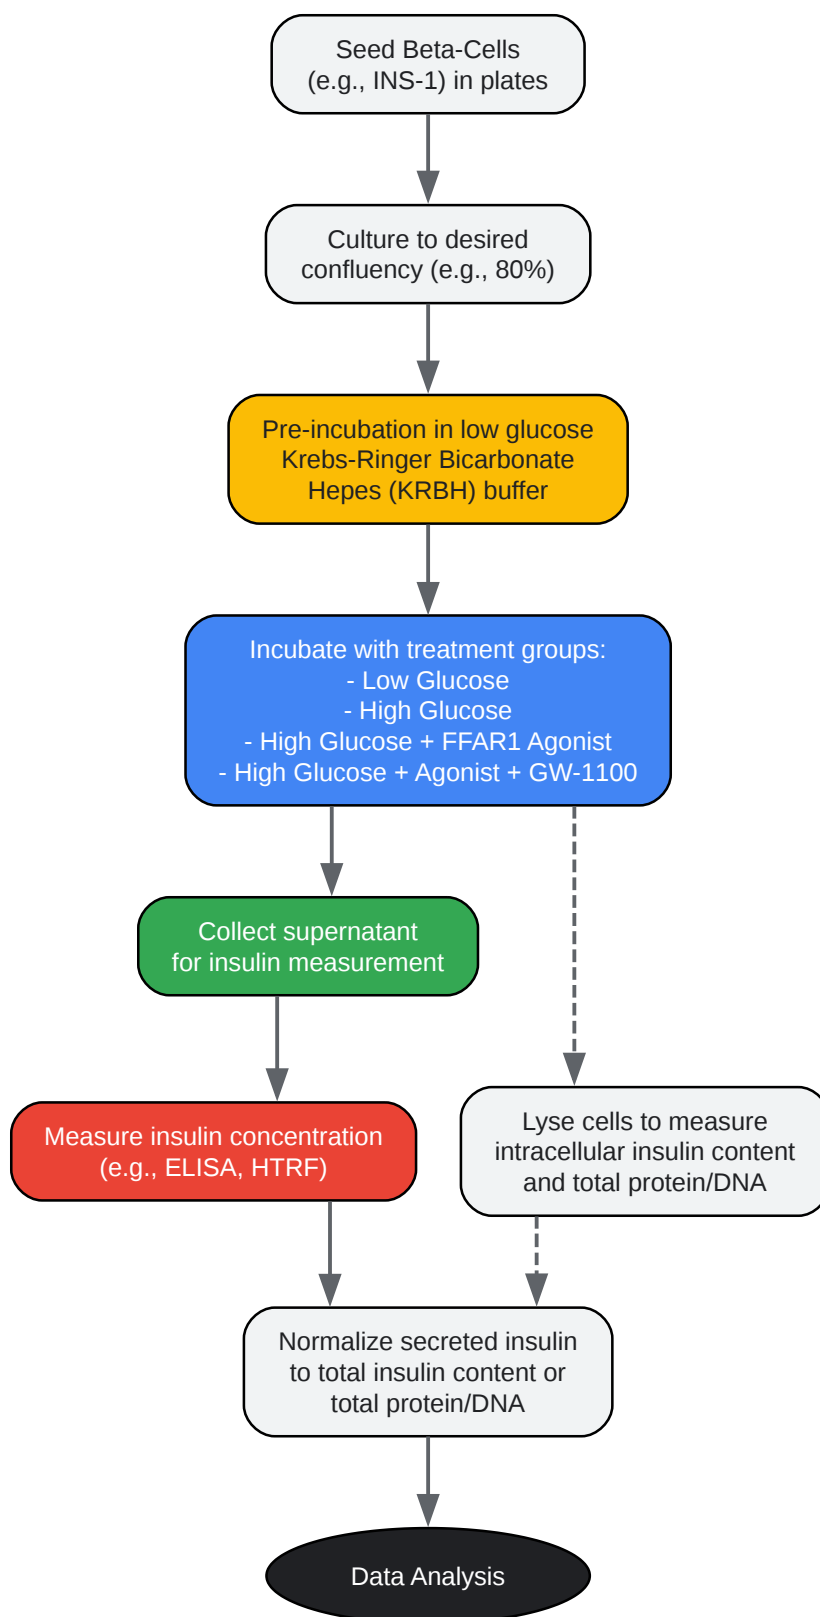 Seed Beta-Cells
(e.g., INS-1) in plates
Culture to desired
confluency (e.g., 80%)
Pre-incubation in low glucose
Krebs-Ringer Bicarbonate
Hepes (KRBH) buffer
Incubate with treatment groups:
- Low Glucose
- High Glucose
- High Glucose + FFAR1 Agonist
- High Glucose + Agonist + GW-1100
Collect supernatant
for insulin measurement
Measure insulin concentration
(e.g., ELISA, HTRF)
Lyse cells to measure
intracellular insulin content
and total protein/DNA
Normalize secreted insulin
to total insulin content or
total protein/DNA
Data Analysis